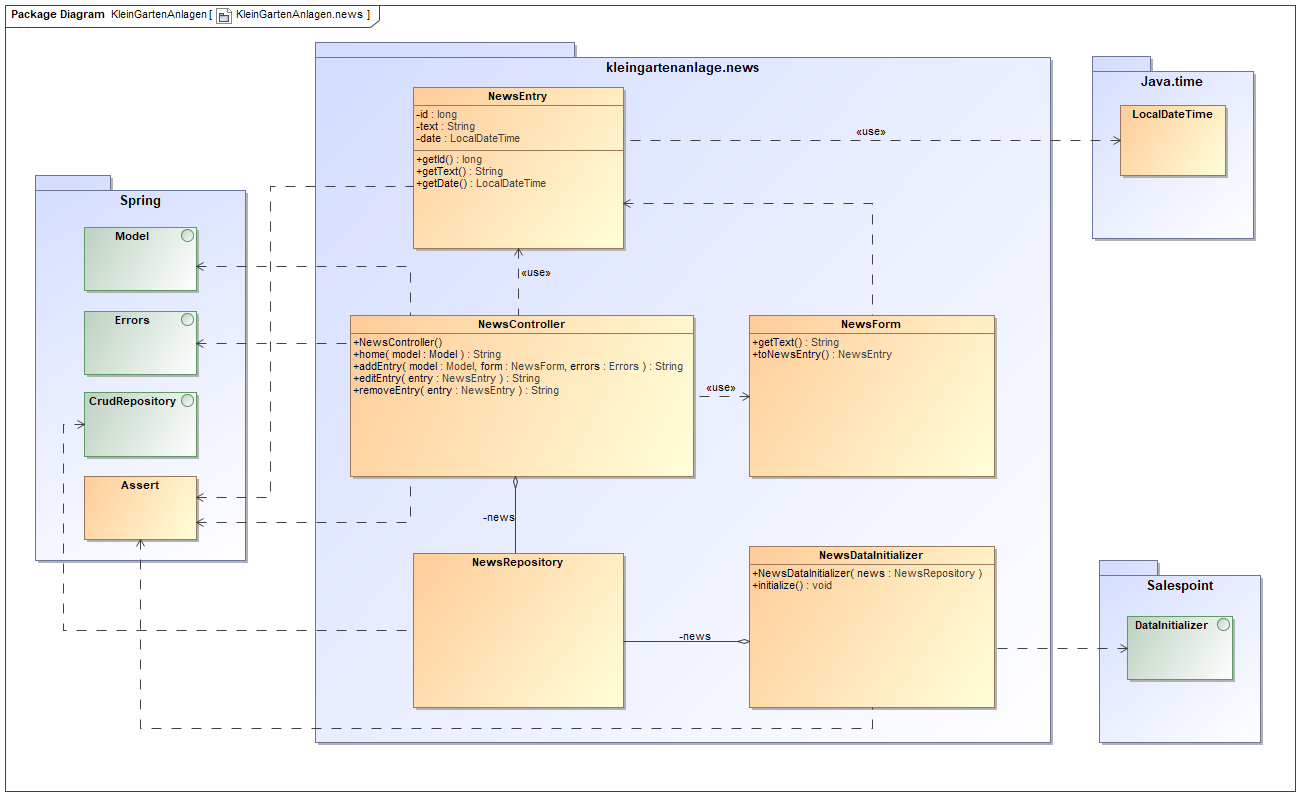 Package Diagram KleinGartenAnlagen [ KleinGartenAnlagen.news ]
kleingartenanlage.news
NewsEntry
-id : long
-text : String
-date : LocalDateTime
+getId() : long
+getText() : String
+getDate() : LocalDateTime
«use»
Java.time
LocalDateTime
Spring
Model
Errors
CrudRepository
Assert
«use»
NewsController
+NewsController()
+home( model : Model ) : String
+addEntry( model : Model, form : NewsForm, errors : Errors ) : String
+editEntry( entry : NewsEntry ) : String
+removeEntry( entry : NewsEntry ) : String
«use»
NewsForm
+getText() : String
+toNewsEntry() : NewsEntry
-news
NewsRepository
-news
NewsDataInitializer
+NewsDataInitializer( news : NewsRepository )
+initialize() : void
Salespoint
DataInitializer